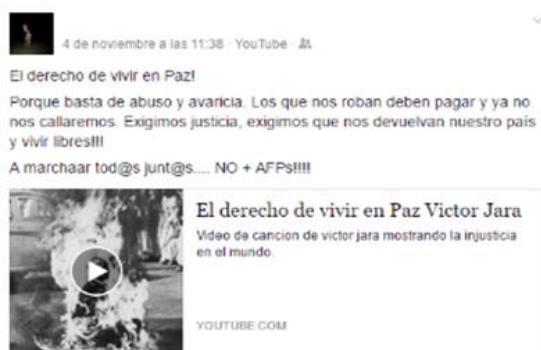 4 de noviembre a las 11:38 · YouTube ·
El derecho de vivir en Paz!
Porque basta de abuso y avaricia. Los que nos roban deben pagar y ya no
nos callaremos. Exigimos justicia, exigimos que nos devuelvan nuestro país
y vivir libres!!!
A marchaar tod@s junt@s.... NO + AFPs!!!!
El derecho de vivir en Paz Victor Jara
Video de cancion de victor jara mostrando la injusticia
en el mundo.
YOUTUBE.COM